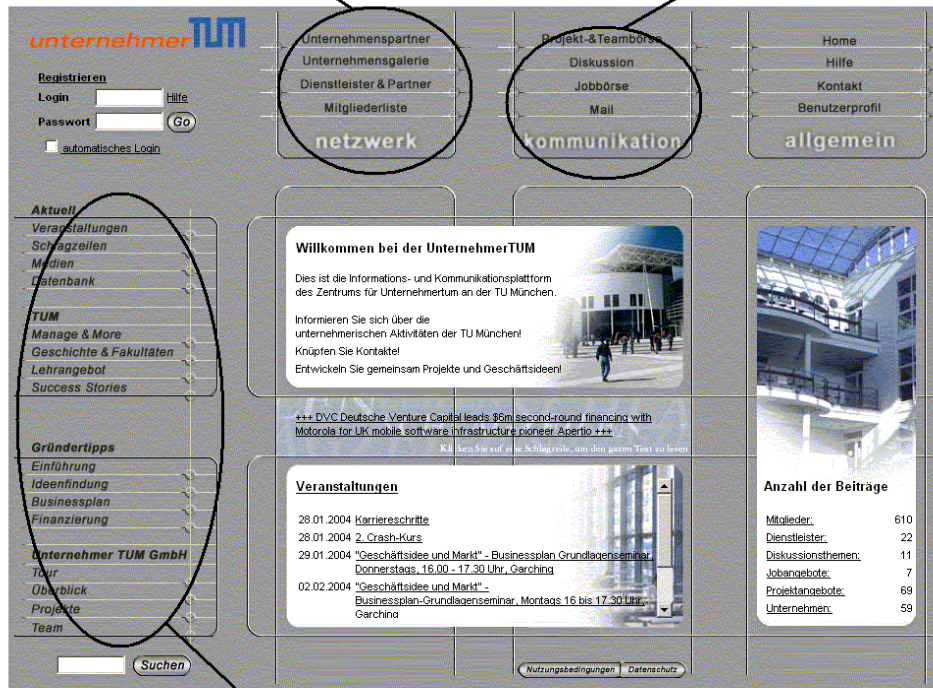 unternehmerTUM
Registrieren
Login Hilfe
Passwort Go
automatisches Login
Unternehmenspartner
Unternehmensgalerie
Dienstleister & Partner
Mitgliederliste
netzwerk
Projekt-&Teambörse
Diskussion
Jobbörse
Mail
kommunikation
Home
Hilfe
Kontakt
Benutzerprofil
allgemein
Aktuell
Veranstaltungen
Schlagzeilen
Medien
Datenbank
TUM
Manage & More
Geschichte & Fakultäten
Lehrangebot
Success Stories
Gründertipps
Einführung
Ideenfindung
Businessplan
Finanzierung
Unternehmer TUM GmbH
Tour
Überblick
Projekte
Team
Suchen
Willkommen bei der UnternehmerTUM
Dies ist die Informations- und Kommunikationsplattform
des Zentrums für Unternehmertum an der TU München.
Informieren Sie sich über die
unternehmerischen Aktivitäten der TU München!
Knüpfen Sie Kontakte!
Entwickeln Sie gemeinsam Projekte und Geschäftsideen!
+++ DVC Deutsche Venture Capital leads $6m second-round financing with
Motorola for UK mobile software infrastructure pioneer Apertio +++
Klicken Sie auf eine Schlagzeile, um den ganzen Text zu lesen
Veranstaltungen
28.01.2004 Karriereschritte
28.01.2004 2. Crash-Kurs
29.01.2004 "Geschäftsidee und Markt" - Businessplan Grundlagenseminar,
Donnerstags, 16.00 - 17.30 Uhr, Garching
02.02.2004 "Geschäftsidee und Markt" -
Businessplan-Grundlagenseminar, Montags 16 bis 17.30 Uhr,
Garching
Nutzungsbedingungen Datenschutz
Anzahl der Beiträge
Mitglieder: 610
Dienstleister: 22
Diskussionsthemen: 11
Jobangebote: 7
Projektangebote: 69
Unternehmen: 59